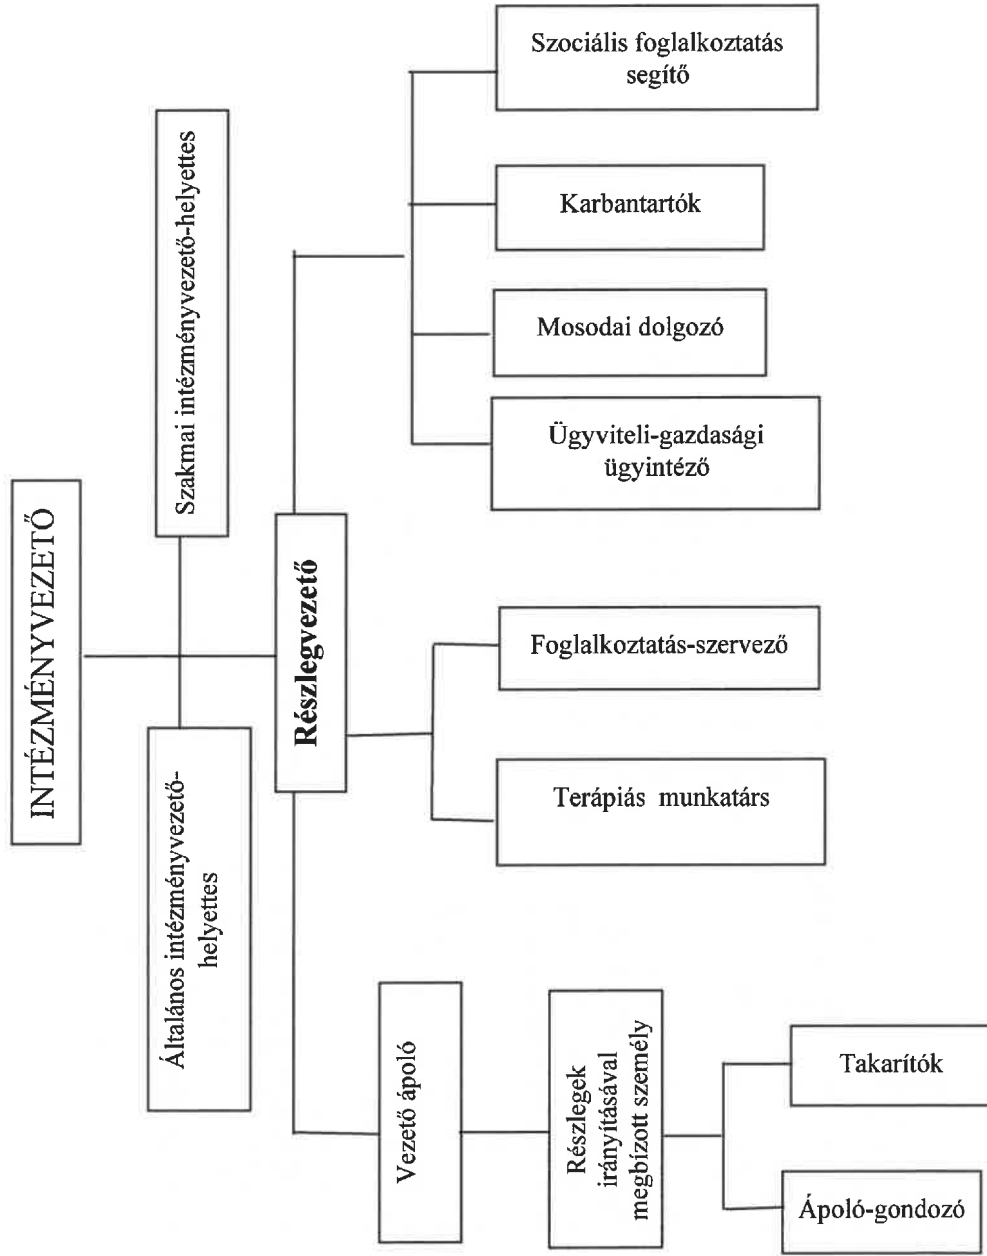 INTÉZMÉNYVEZETŐ
Általános intézményvezető-
helyettes
Szakmai intézményvezető-helyettes
Részlegvezető
Vezető ápoló
Részlegek
irányításával
megbízott személy
Ápoló-gondozó
Takarítók
Terápiás munkatárs
Foglalkoztatás-szervező
Ügyviteli-gazdasági
ügyintéző
Mosodai dolgozó
Karbantartók
Szociális foglalkoztatás
segítő